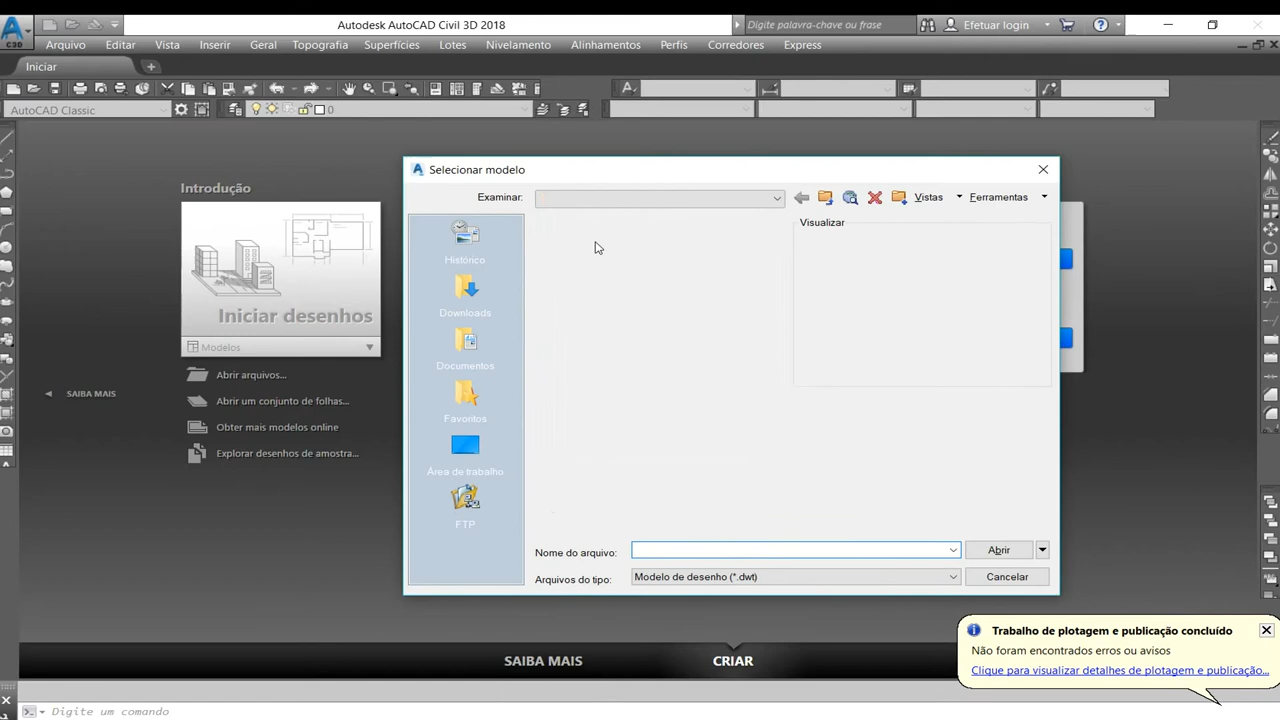 Autodesk AutoCAD Civil 3D 2018
Digite palavra-chave ou frase
Efetuar login
C3D
Arquivo Editar Vista Inserir Geral Topografia Superfícies Lotes Nivelamento Alinhamentos Perfis Corredores Express
Iniciar
AutoCAD Classic
0
Introdução
Iniciar desenhos
Modelos
Abrir arquivos...
Abrir um conjunto de folhas...
Obter mais modelos online
Explorar desenhos de amostra...
SAIBA MAIS
Selecionar modelo
Examinar:
Vistas
Ferramentas
Visualizar
Histórico
Downloads
Documentos
Favoritos
Área de trabalho
FTP
Nome do arquivo:
Abrir
Arquivos do tipo:
Modelo de desenho (*.dwt)
Cancelar
SAIBA MAIS
CRIAR
Trabalho de plotagem e publicação concluído
Não foram encontrados erros ou avisos
Clique para visualizar detalhes de plotagem e publicação...
Digite um comando